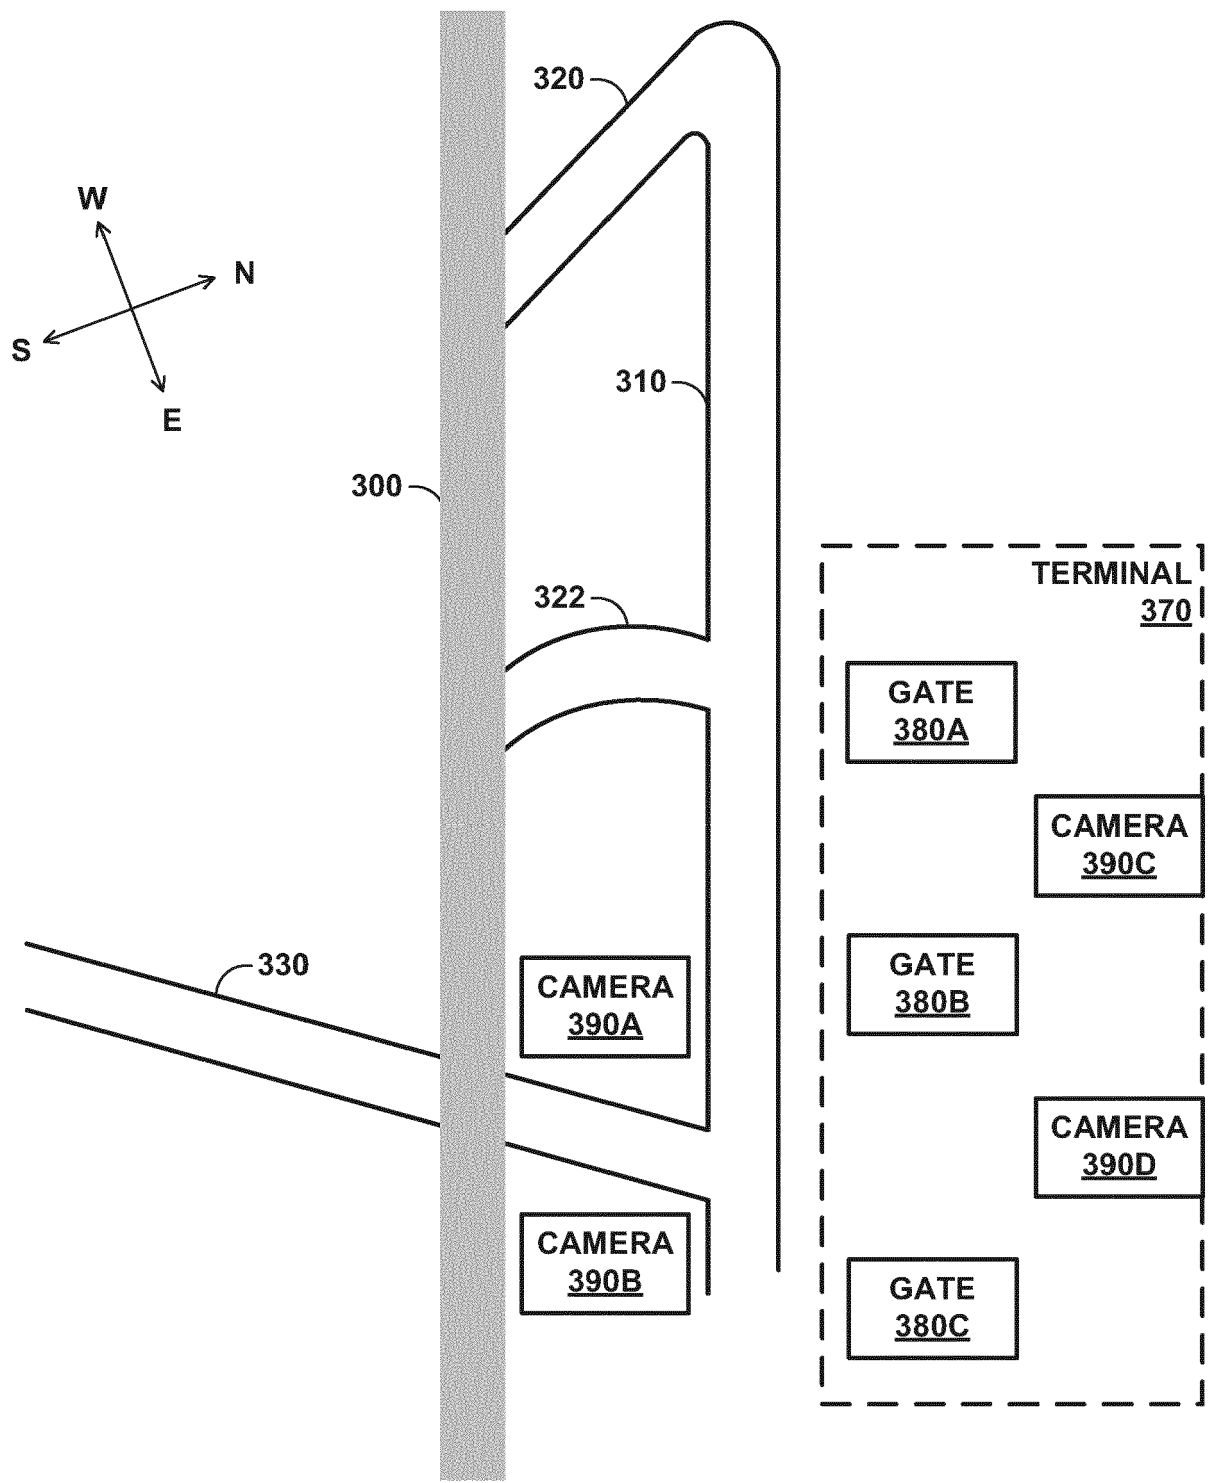 320
W
N
S
310
E
300
TERMINAL
370
322
GATE
380A
CAMERA
390C
330
CAMERA
390A
GATE
380B
CAMERA
390D
CAMERA
390B
GATE
380C